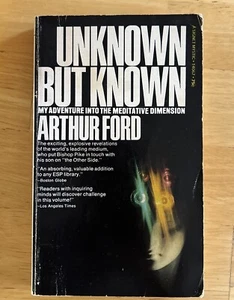 UNKNOWN
BUT KNOWN
MY ADVENTURE INTO THE MEDITATIVE DIMENSION
ARTHUR FORD
The exciting, explosive revelations
of the world's leading medium,
who put Bishop Pike in touch with
his son on "the Other Side."
"An absorbing, valuable addition
to any ESP library."
—Boston Globe
"Readers with inquiring
minds will discover challenge
in this volume!"
—Los Angeles Times